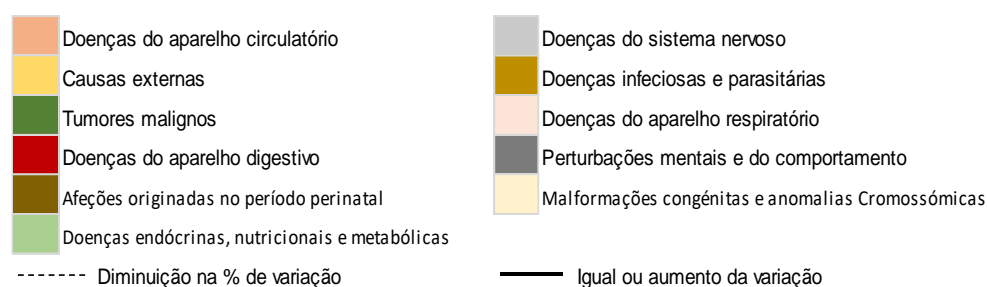 Doenças do aparelho circulatório
Causas externas
Tumores malignos
Doenças do aparelho digestivo
Afeções originadas no período perinatal
Doenças endócrinas, nutricionais e metabólicas
Diminuição na % de variação
Doenças do sistema nervoso
Doenças infeciosas e parasitárias
Doenças do aparelho respiratório
Perturbações mentais e do comportamento
Malformações congénitas e anomalias Cromossómicas
Igual ou aumento da variação